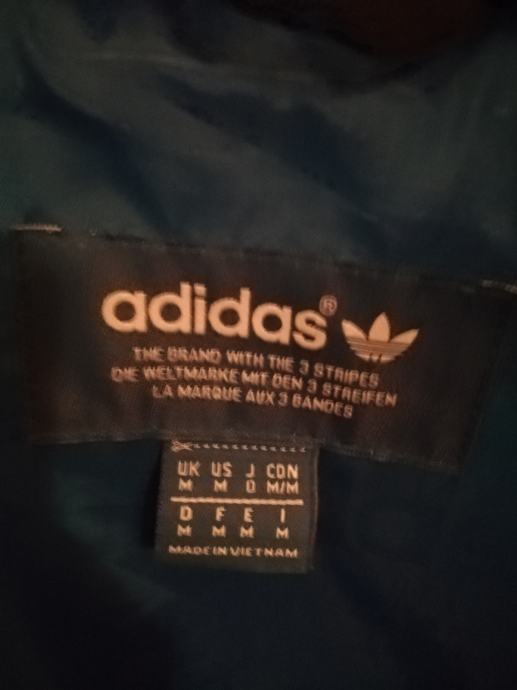 adidas®
THE BRAND WITH THE 3 STRIPES
DIE WELTMARKE MIT DEN 3 STREIFEN
LA MARQUE AUX 3 BANDES
UK US J CDN
M M O M/M
D F E I
M M M M
MADE IN VIETNAM